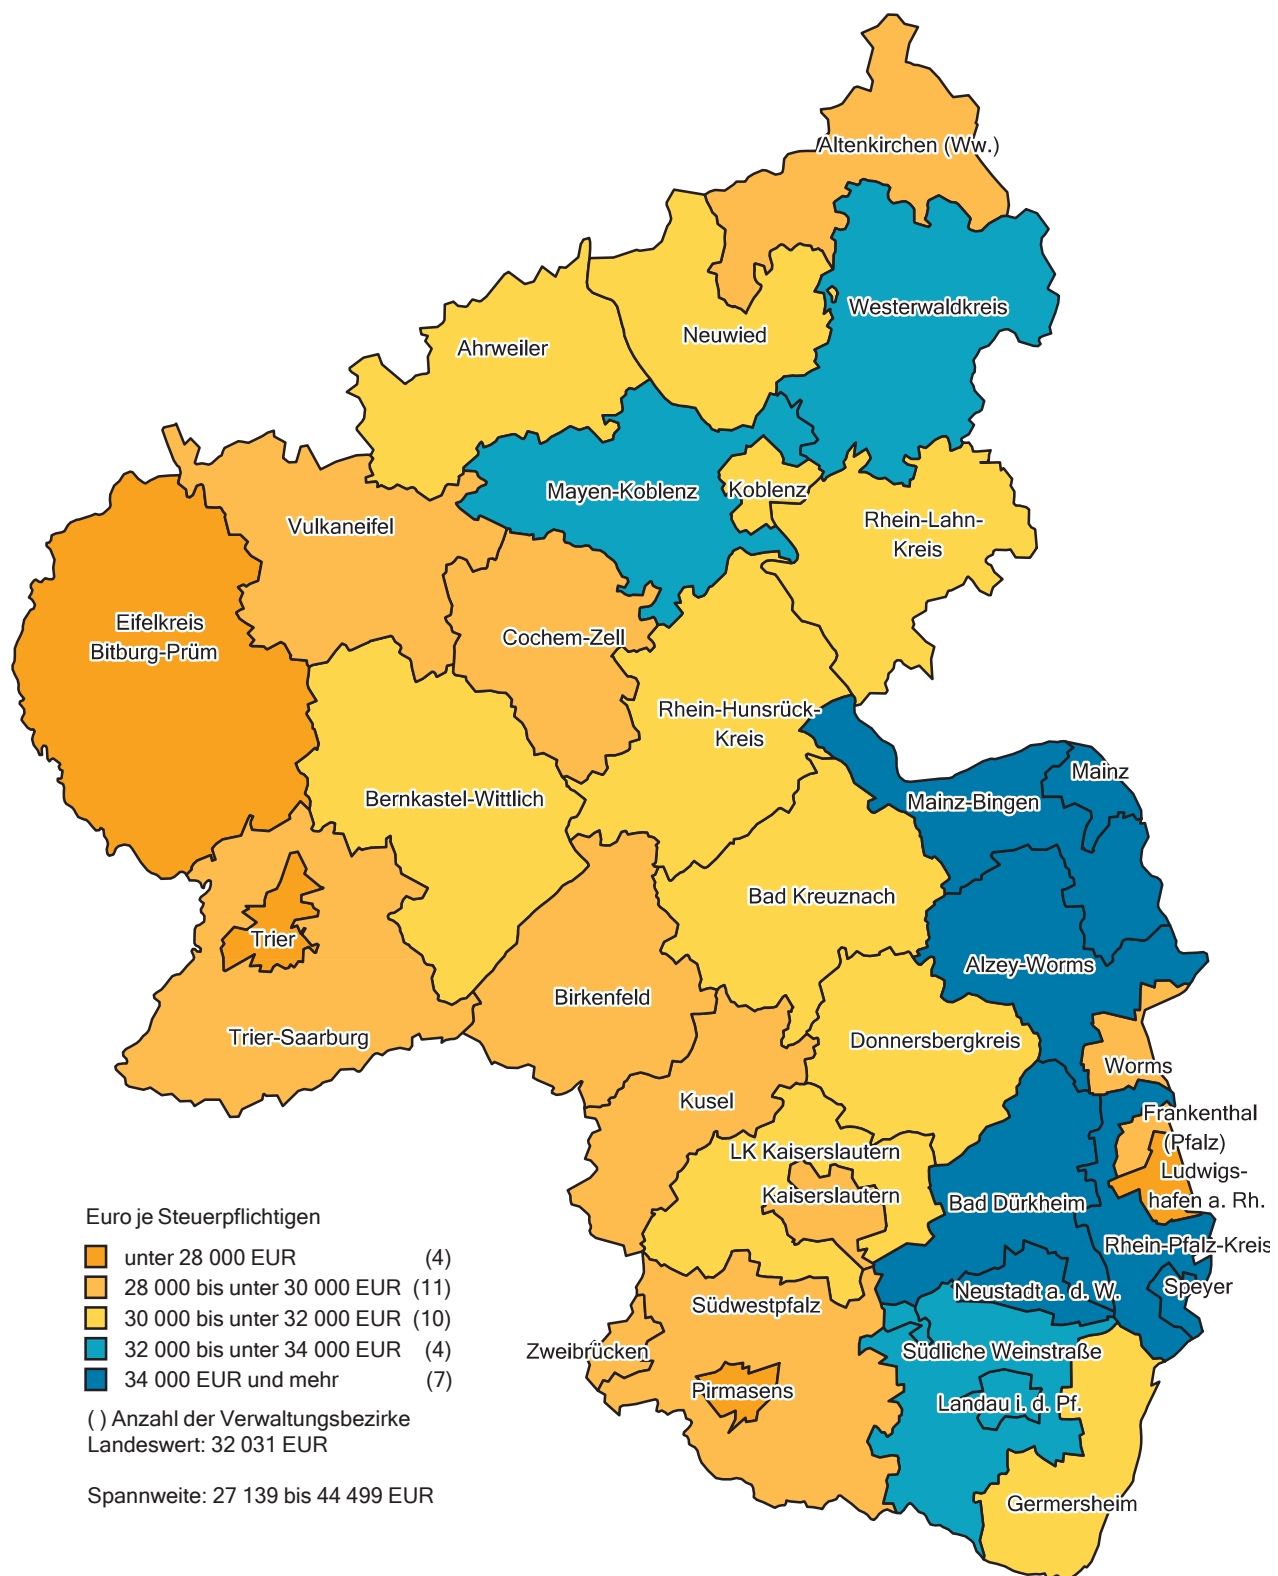 Altenkirchen (Ww.)
Westerwaldkreis
Neuwied
Ahrweiler
Mayen-Koblenz
Koblenz
Rhein-Lahn-
Kreis
Vulkaneifel
Eifelkreis
Bitburg-Prüm
Cochem-Zell
Rhein-Hunsrück-
Kreis
Mainz
Mainz-Bingen
Bernkastel-Wittlich
Bad Kreuznach
Trier
Alzey-Worms
Birkenfeld
Trier-Saarburg
Donnersbergkreis
Worms
Kusel
Frankenthal
(Pfalz)
LK Kaiserslautern
Ludwigs-
hafen a. Rh.
Kaiserslautern
Bad Dürkheim
Rhein-Pfalz-Kreis
Speyer
Neustadt a. d. W.
Südwestpfalz
Zweibrücken
Südliche Weinstraße
Pirmasens
Landau i. d. Pf.
Germersheim
Euro je Steuerpflichtigen
unter 28 000 EUR (4)
28 000 bis unter 30 000 EUR (11)
30 000 bis unter 32 000 EUR (10)
32 000 bis unter 34 000 EUR (4)
34 000 EUR und mehr (7)
( ) Anzahl der Verwaltungsbezirke
Landeswert: 32 031 EUR
Spannweite: 27 139 bis 44 499 EUR